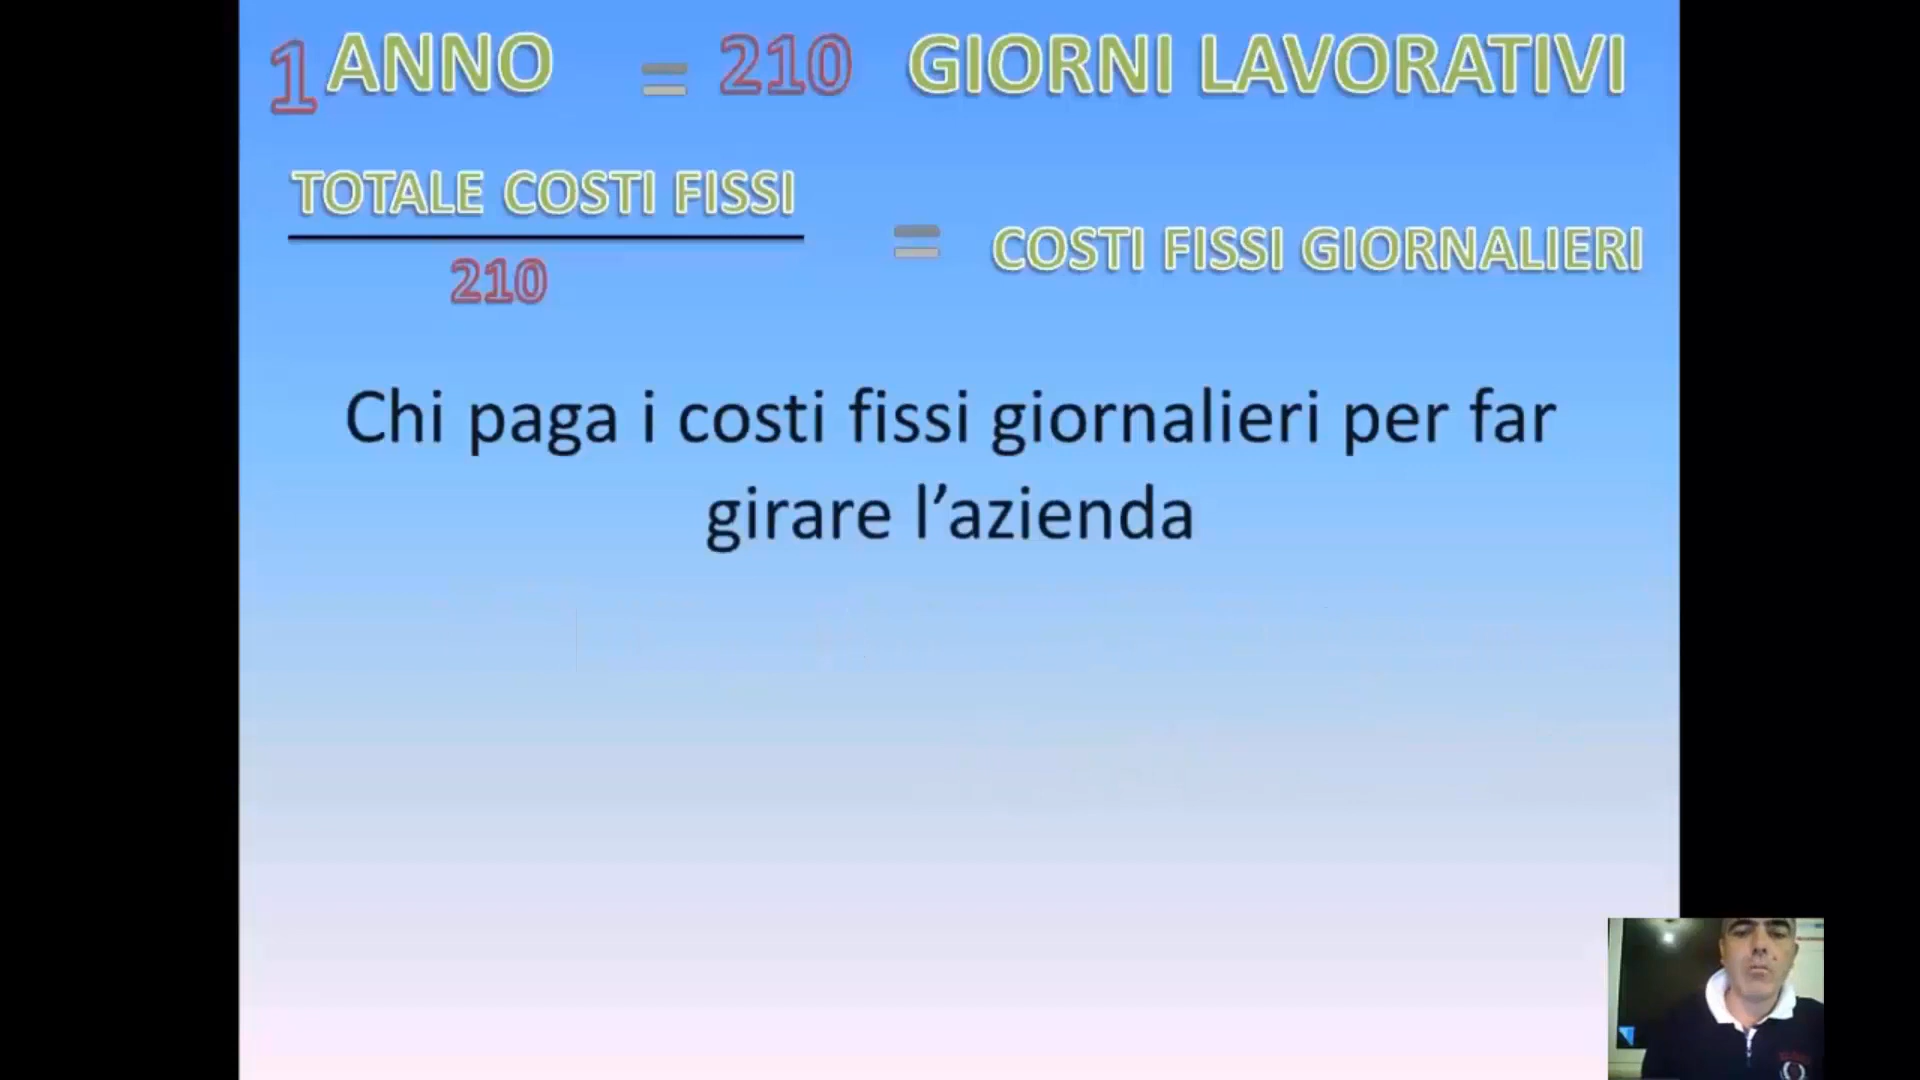 1 ANNO = 210 GIORNI LAVORATIVI
TOTALE COSTI FISSI
210
= COSTI FISSI GIORNALIERI
Chi paga i costi fissi giornalieri per far
girare l’azienda